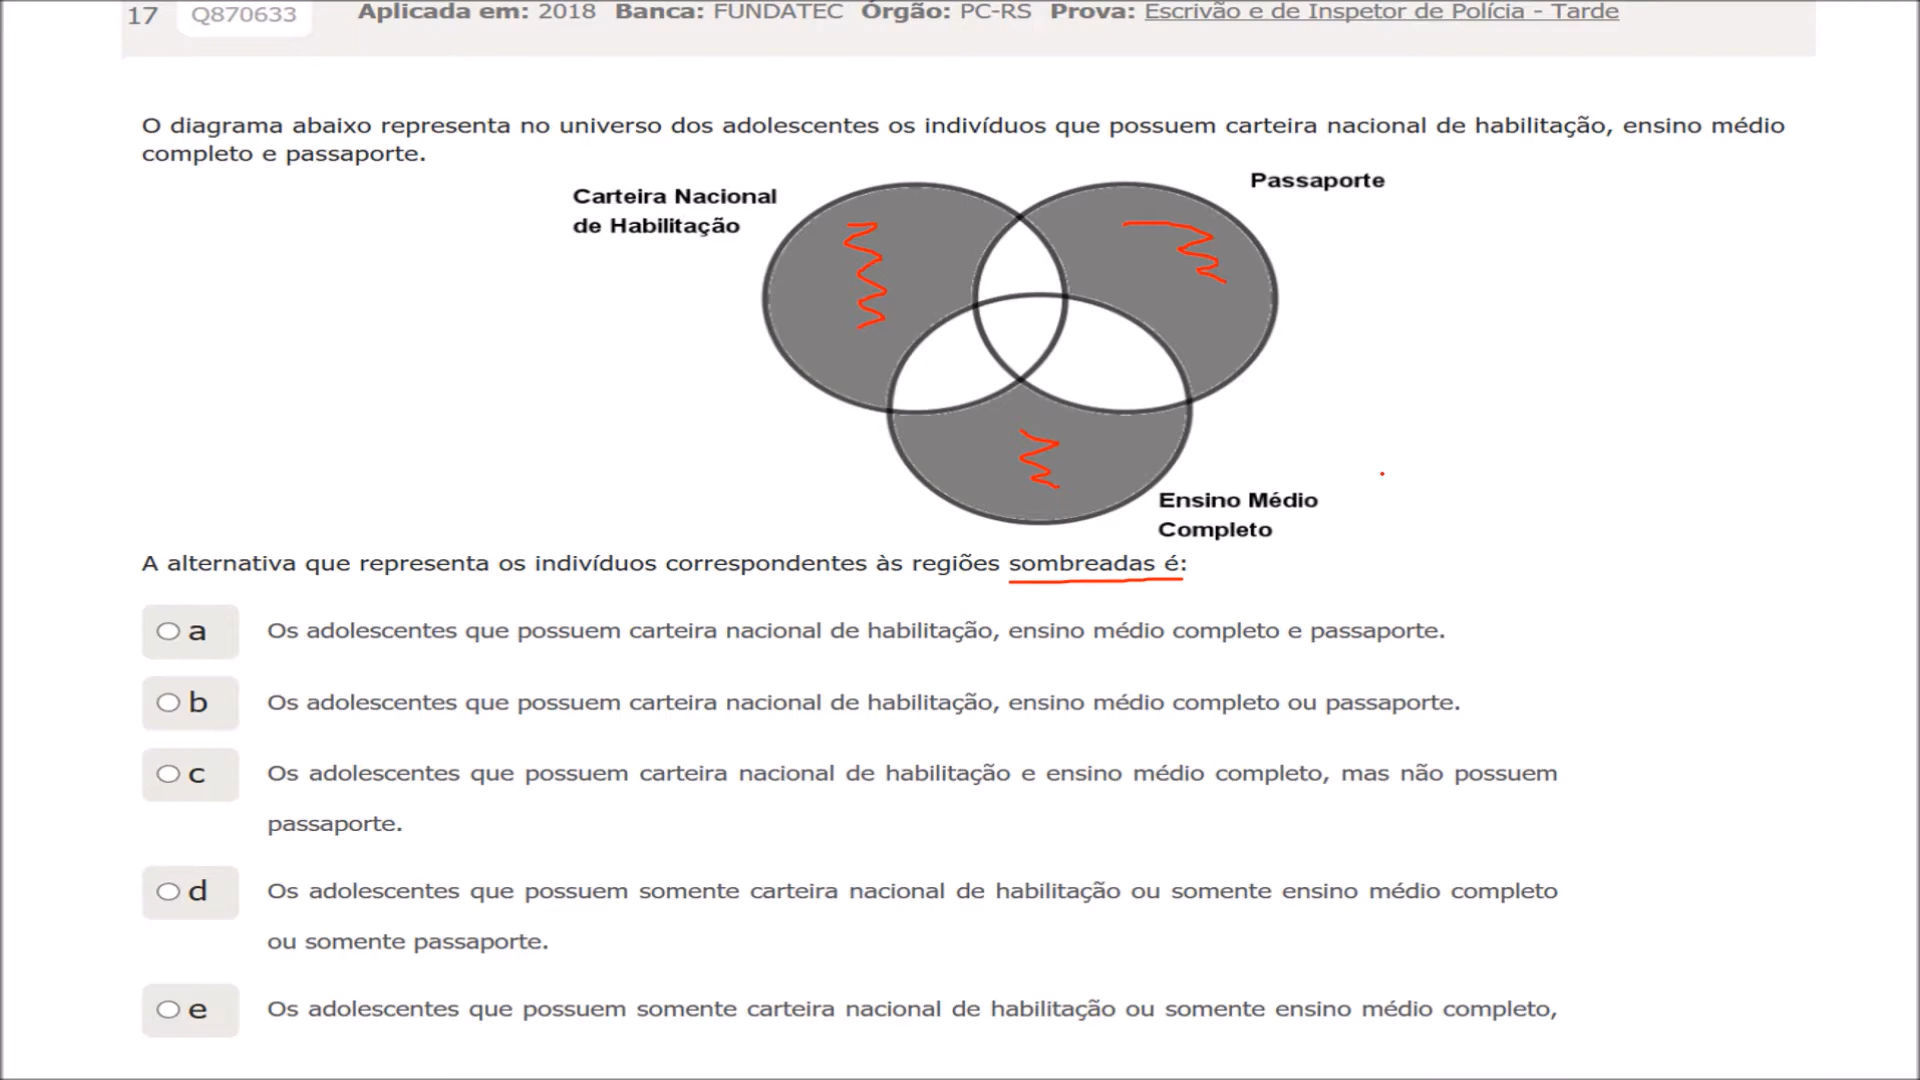 17 Q870633 Aplicada em: 2018 Banca: FUNDATEC Órgão: PC-RS Prova: Escrivão e de Inspetor de Polícia - Tarde
O diagrama abaixo representa no universo dos adolescentes os indivíduos que possuem carteira nacional de habilitação, ensino médio
completo e passaporte.
Carteira Nacional
de Habilitação
Passaporte
Ensino Médio
Completo
A alternativa que representa os indivíduos correspondentes às regiões sombreadas é:
a Os adolescentes que possuem carteira nacional de habilitação, ensino médio completo e passaporte.
b Os adolescentes que possuem carteira nacional de habilitação, ensino médio completo ou passaporte.
c Os adolescentes que possuem carteira nacional de habilitação e ensino médio completo, mas não possuem
passaporte.
d Os adolescentes que possuem somente carteira nacional de habilitação ou somente ensino médio completo
ou somente passaporte.
e Os adolescentes que possuem somente carteira nacional de habilitação ou somente ensino médio completo,